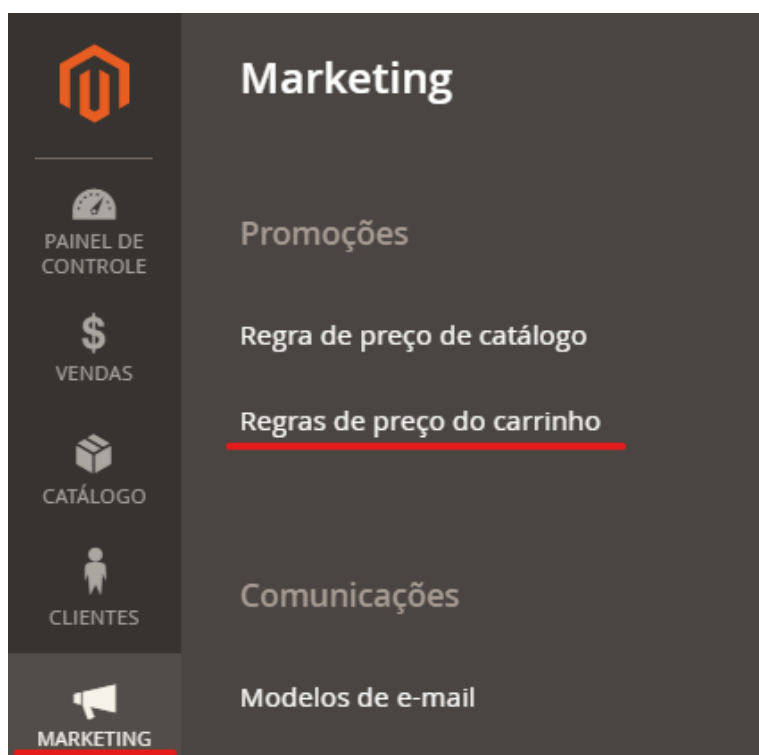 PAINEL DE
CONTROLE
VENDAS
CATÁLOGO
CLIENTES
MARKETING
Marketing
Promoções
Regra de preço de catálogo
Regras de preço do carrinho
Comunicações
Modelos de e-mail